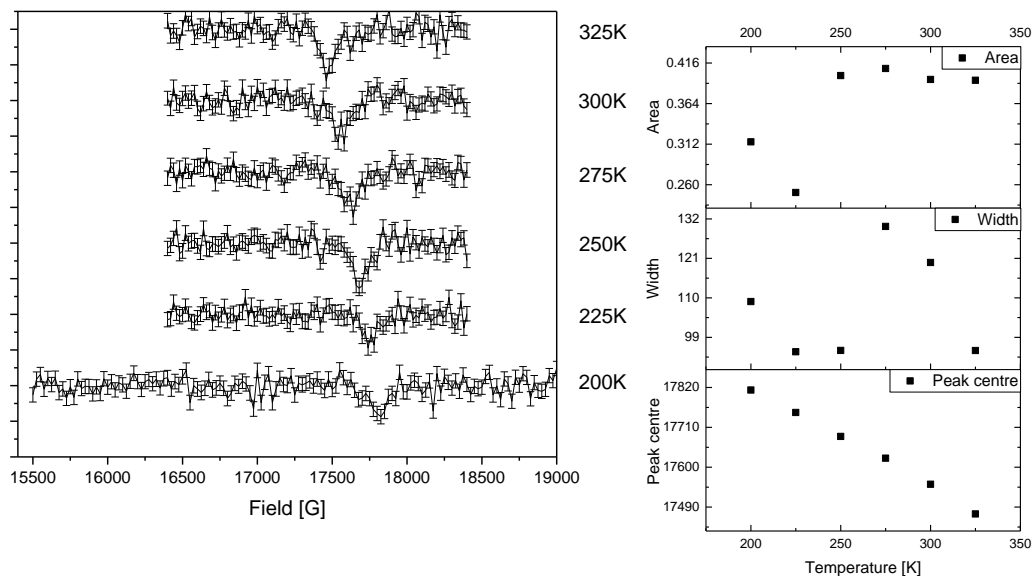 325K
300K
275K
250K
225K
200K
15500 16000 16500 17000 17500 18000 18500 19000
Field [G]
200 250 300 350
0.416
0.364
0.312
0.260
Area
Area
132
121
110
99
Width
Width
17820
17710
17600
17490
Peak centre
Peak centre
200 250 300 350
Temperature [K]